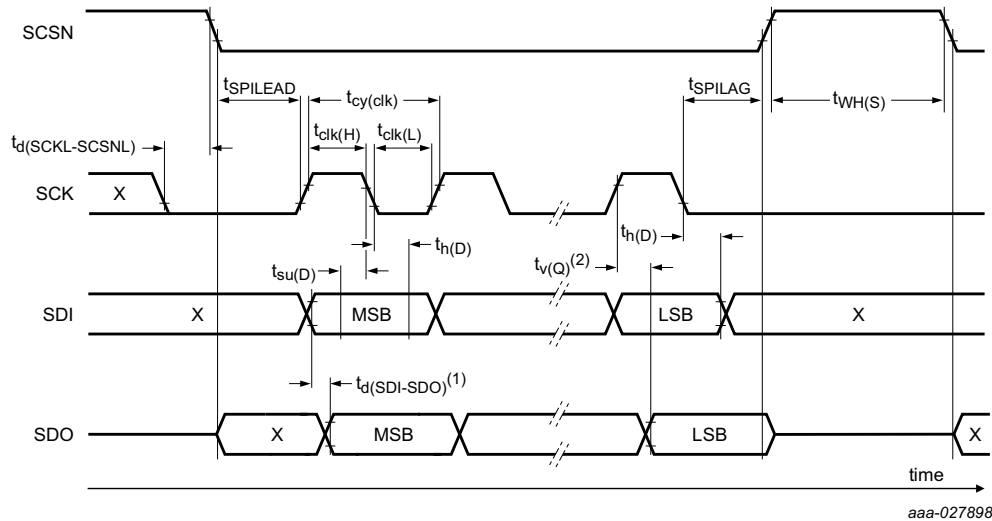 SCSN
tSPILEAD
tcy(clk)
tSPILAG
tWH(S)
tclk(H)
tclk(L)
td(SCKL-SCSNL)
SCK
X
th(D)
th(D)
tsu(D)
tv(Q)(2)
SDI
X
MSB
LSB
X
td(SDI-SDO)(1)
SDO
X
MSB
LSB
X
time
aaa-027898